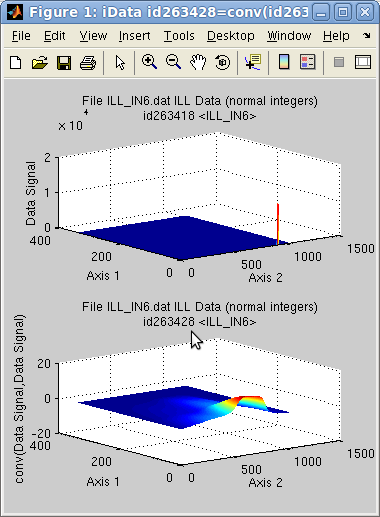 Figure 1: iData id263428=conv(id263
File Edit View Insert Tools Desktop Window Help
File ILL_IN6.dat ILL Data (normal integers)
id263418 <ILL_IN6>
× 10 4
Data Signal
2
1
0
400
200
0
Axis 1
0
500
1000
1500
Axis 2
File ILL_IN6.dat ILL Data (normal integers)
id263428 <ILL_IN6>
conv(Data Signal,Data Signal)
20
0
-20
400
200
0
Axis 1
0
500
1000
1500
Axis 2